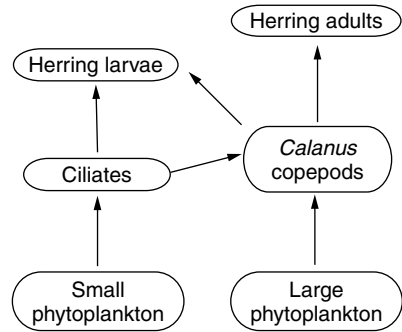 Herring adults
Herring larvae
Calanus
copepods
Ciliates
Small
phytoplankton
Large
phytoplankton